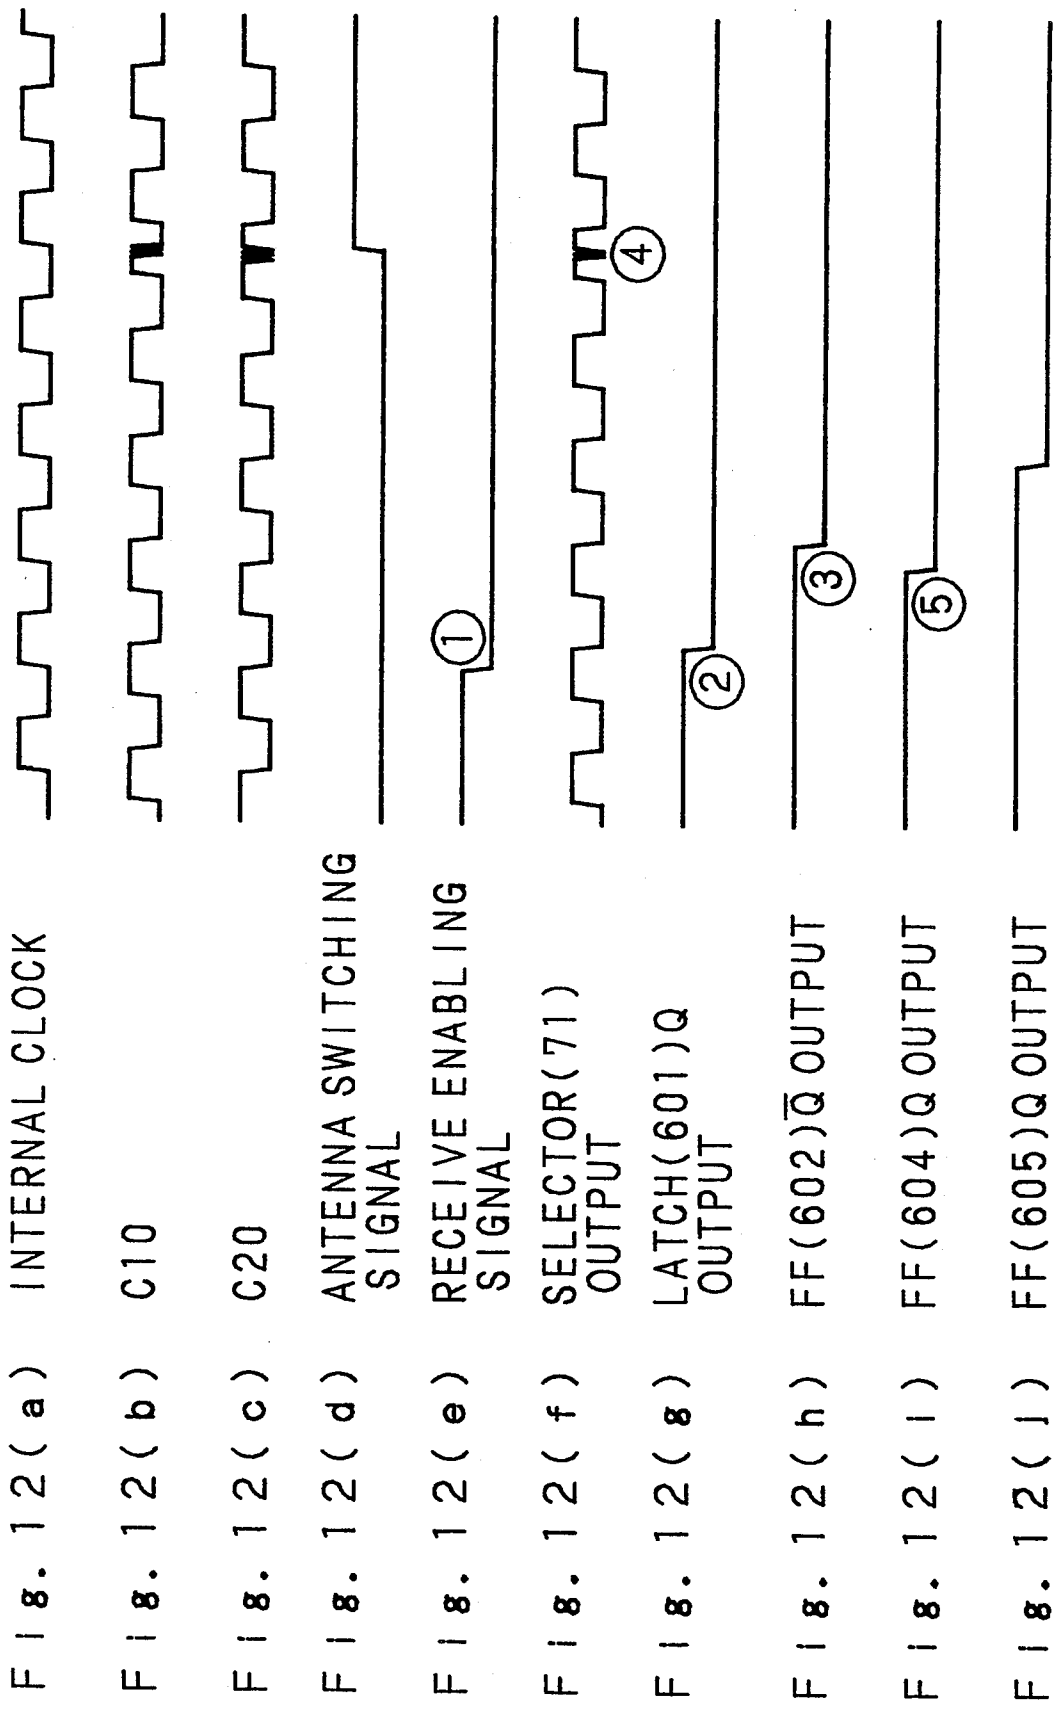 Fig. 12(a) INTERNAL CLOCK
Fig. 12(b) C10
Fig. 12(c) C20
Fig. 12(d) ANTENNA SWITCHING
SIGNAL
Fig. 12(e) RECEIVE ENABLING
SIGNAL
①
Fig. 12(f) SELECTOR(71)
OUTPUT
④
Fig. 12(g) LATCH(601)Q
OUTPUT
②
Fig. 12(h) FF(602)Q̅ OUTPUT
③
Fig. 12(i) FF(604)Q OUTPUT
⑤
Fig. 12(j) FF(605)Q OUTPUT